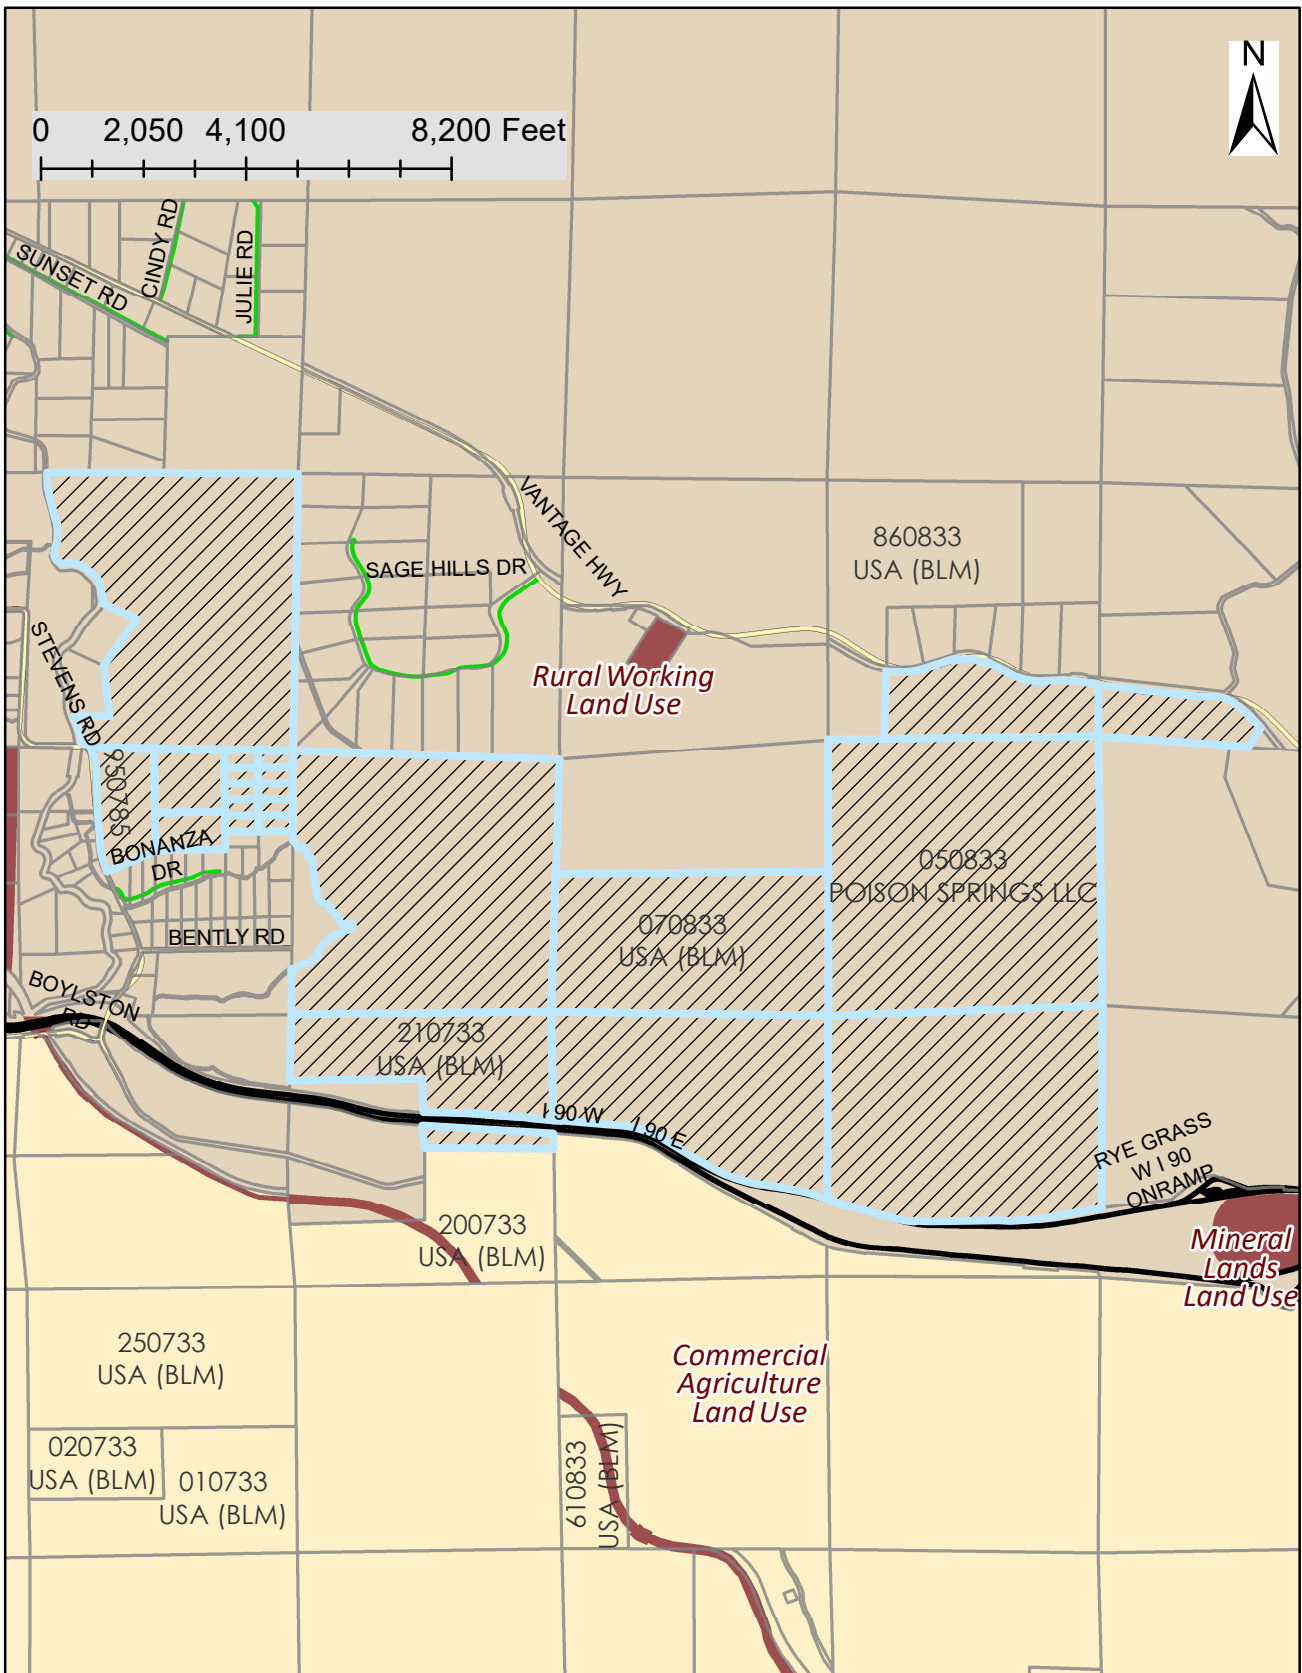 N
0 2,050 4,100 8,200 Feet
CINDY RD
SUNSET RD
JULIE RD
VANTAGE HWY
SAGE HILLS DR
860833
USA (BLM)
STEVENS RD
Rural Working
Land Use
950785
BONANZA
DR
050833
POISON SPRINGS LLC
070833
USA (BLM)
BENTLY RD
BOYLSTON
RD
210733
USA (BLM)
I 90 W
I 90 E
RYE GRASS
W I 90
ONRAMP
200733
USA (BLM)
Mineral
Lands
Land Use
250733
USA (BLM)
Commercial
Agriculture
Land Use
020733
USA (BLM)
010733
USA (BLM)
610833
USA (BLM)